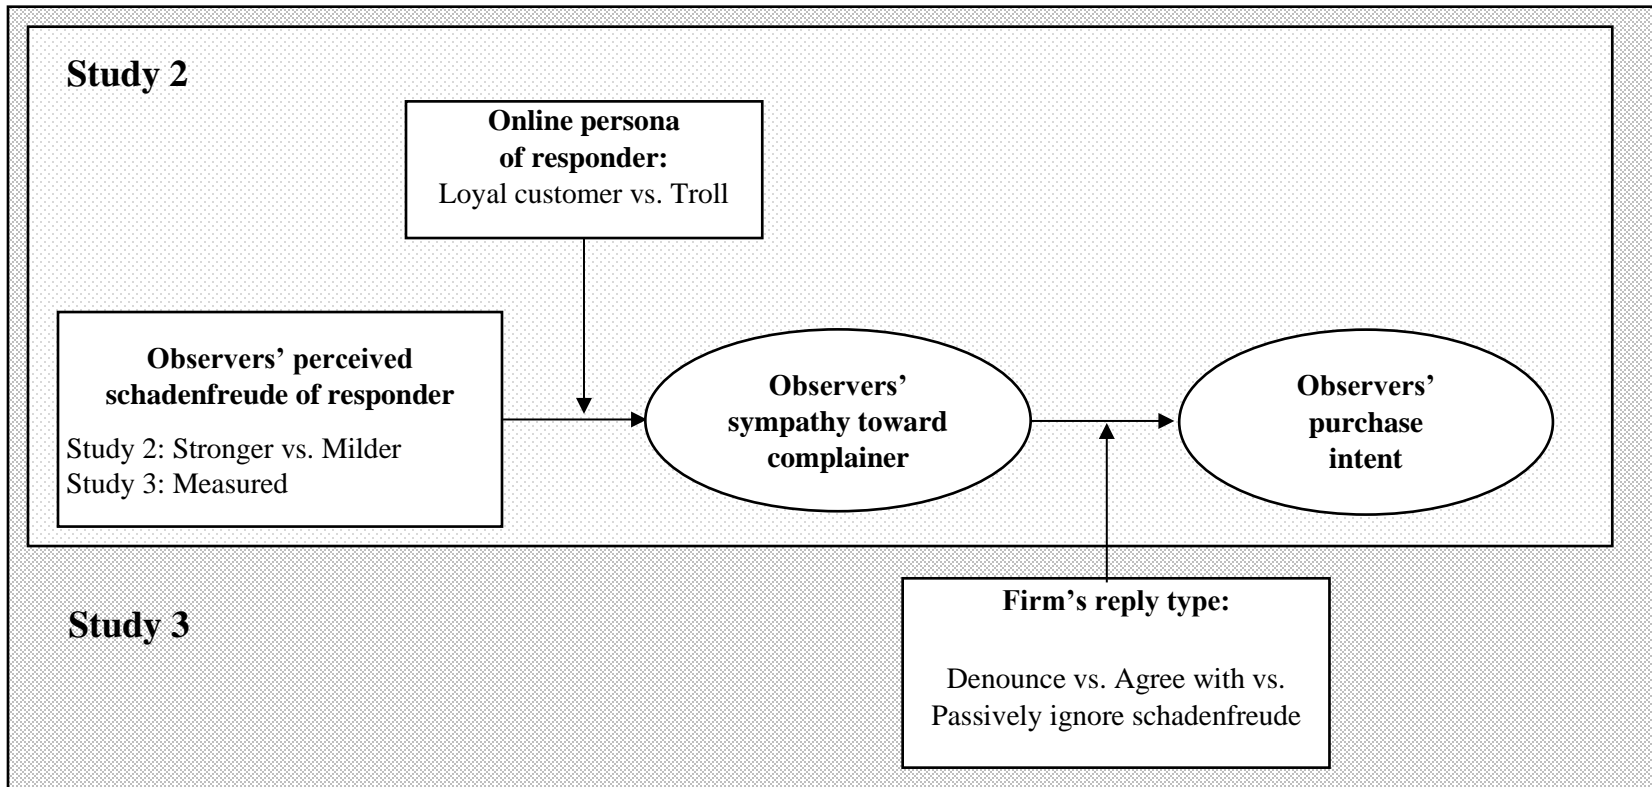 Study 2
Online persona
of responder:
Loyal customer vs. Troll
Observers’ perceived
schadenfreude of responder
Study 2: Stronger vs. Milder
Study 3: Measured
Observers’
sympathy toward
complainer
Observers’
purchase
intent
Study 3
Firm’s reply type:
Denounce vs. Agree with vs.
Passively ignore schadenfreude